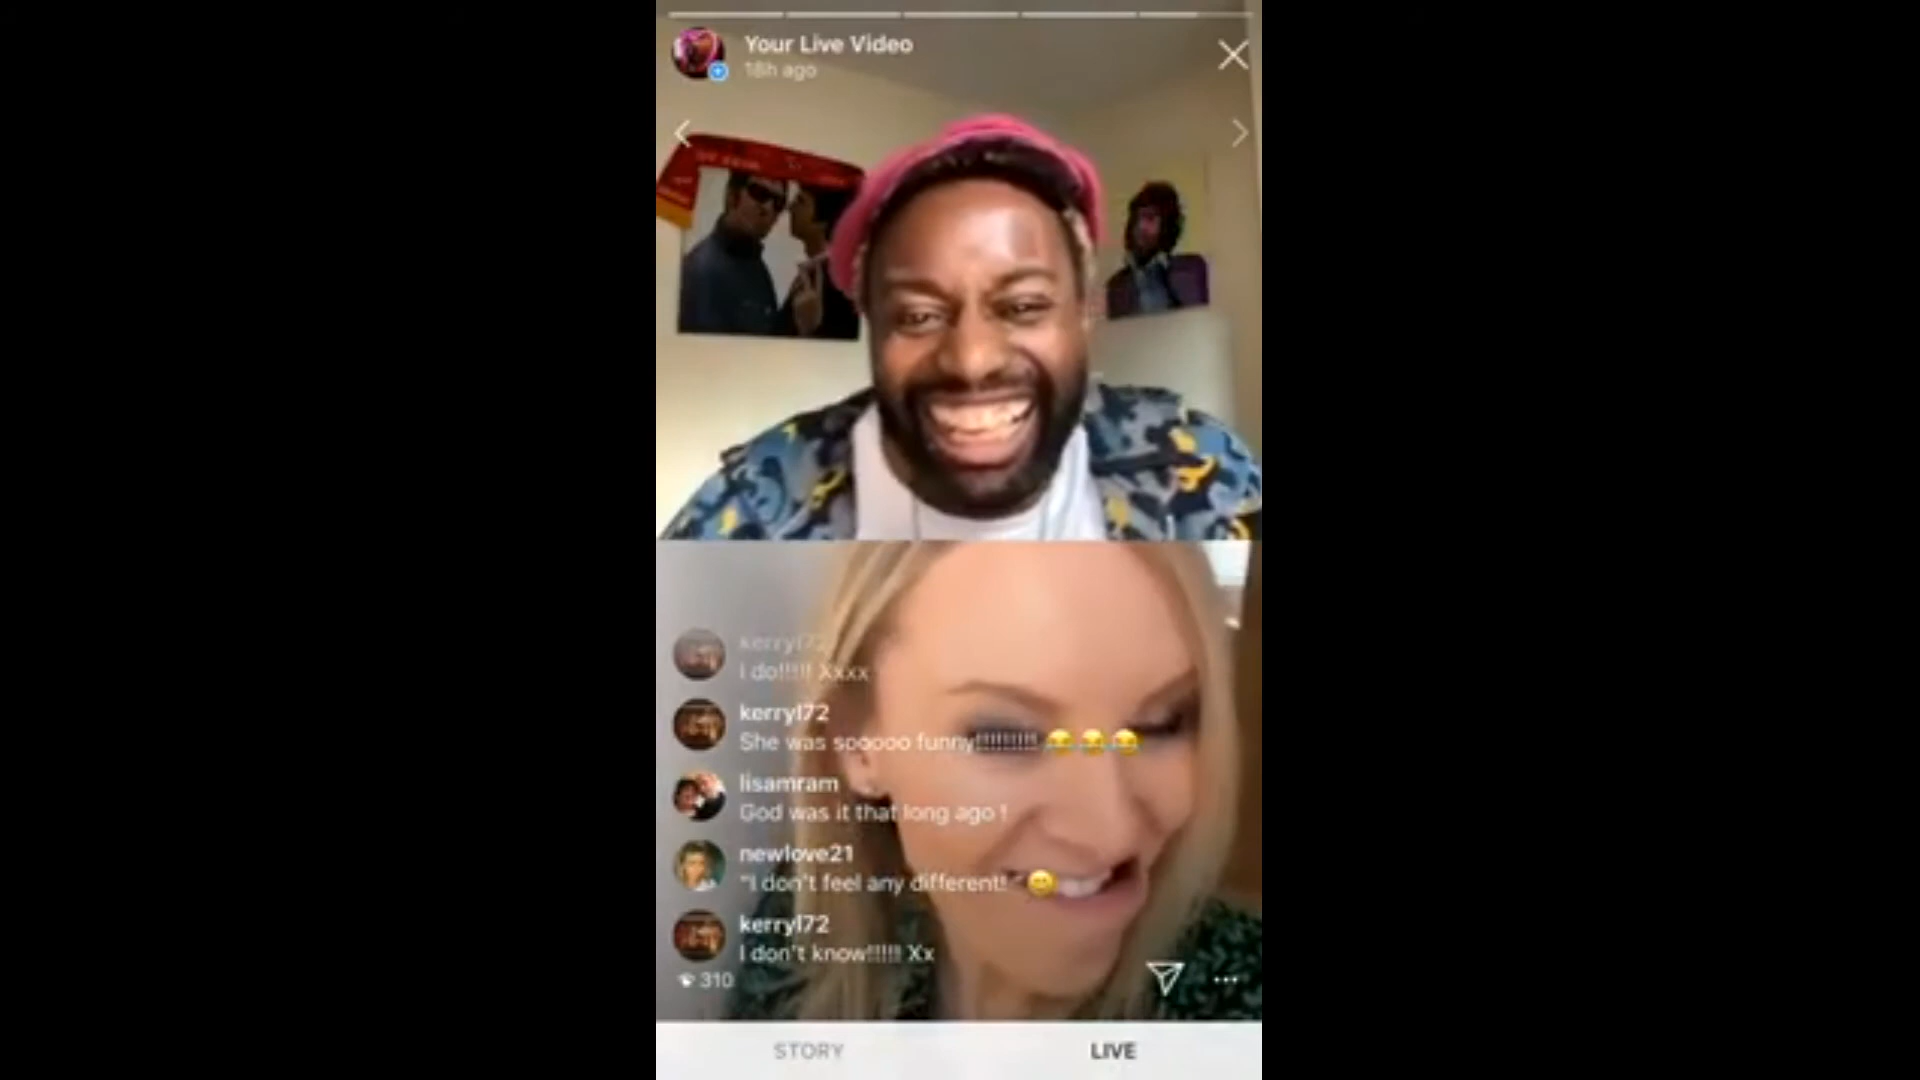 Your Live Video
18h ago
kerryl72
I do!!!!! Xxxx
kerryl72
She was sooooo funny!!!!!!!!!! 😂😂😂
lisamram
God was it that long ago !
newlove21
"I don't feel any different! " 😊
kerryl72
I don't know!!!!! Xx
310
STORY
LIVE